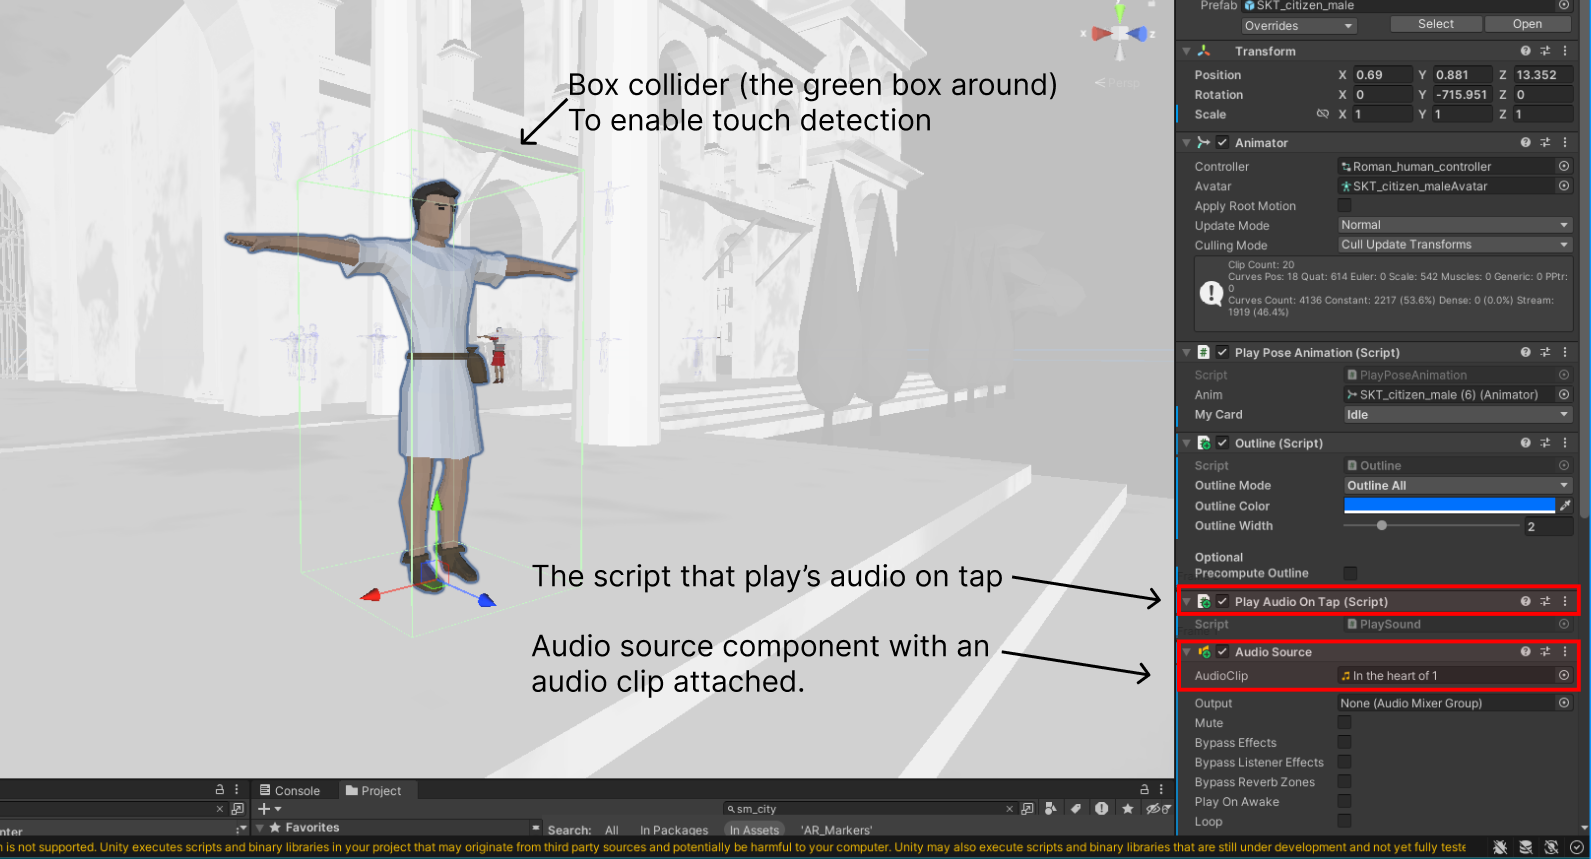 Prefab SKT_citizen_male
Overrides Select Open
Transform
Position X 0.69 Y 0.881 Z 13.352
Rotation X 0 Y -715.951 Z 0
Scale X 1 Y 1 Z 1
x z
Persp
Box collider (the green box around)
To enable touch detection
Animator
Controller Roman_human_controller
Avatar SKT_citizen_maleAvatar
Apply Root Motion
Update Mode Normal
Culling Mode Cull Update Transforms
Clip Count: 20
Curves Pos: 18 Quat: 614 Euler: 0 Scale: 542 Muscles: 0 Generic: 0 PPtr:
0
Curves Count: 4136 Constant: 2217 (53.6%) Dense: 0 (0.0%) Stream:
1919 (46.4%)
Play Pose Animation (Script)
Script PlayPoseAnimation
Anim SKT_citizen_male (6) (Animator)
My Card Idle
Outline (Script)
Script Outline
Outline Mode Outline All
Outline Color
Outline Width 2
Optional
Precompute Outline
The script that play's audio on tap
Play Audio On Tap (Script)
Script PlaySound
Audio source component with an
audio clip attached.
Audio Source
AudioClip In the heart of 1
Output None (Audio Mixer Group)
Mute
Bypass Effects
Bypass Listener Effects
Bypass Reverb Zones
Play On Awake
Loop
Console Project
sm_city
nter Favorites Search: All In Packages In Assets 'AR_Markers'
n is not supported. Unity executes scripts and binary libraries in your project that may originate from third party sources and potentially be harmful to your computer. Unity may also execute scripts and binary libraries that are still under development and not yet fully teste